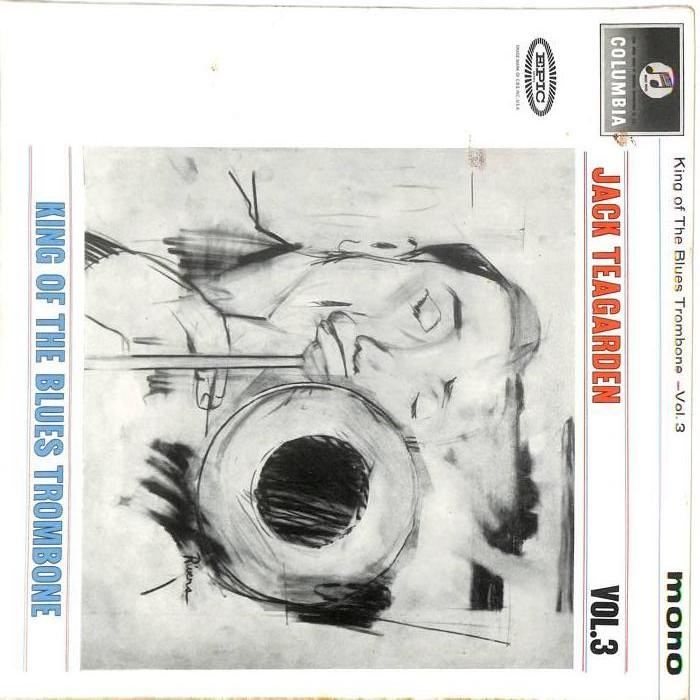 King of The Blues Trombone –Vol. 3
mono
COLUMBIA
EPIC
JACK TEAGARDEN
VOL.3
Rivers
KING OF THE BLUES TROMBONE